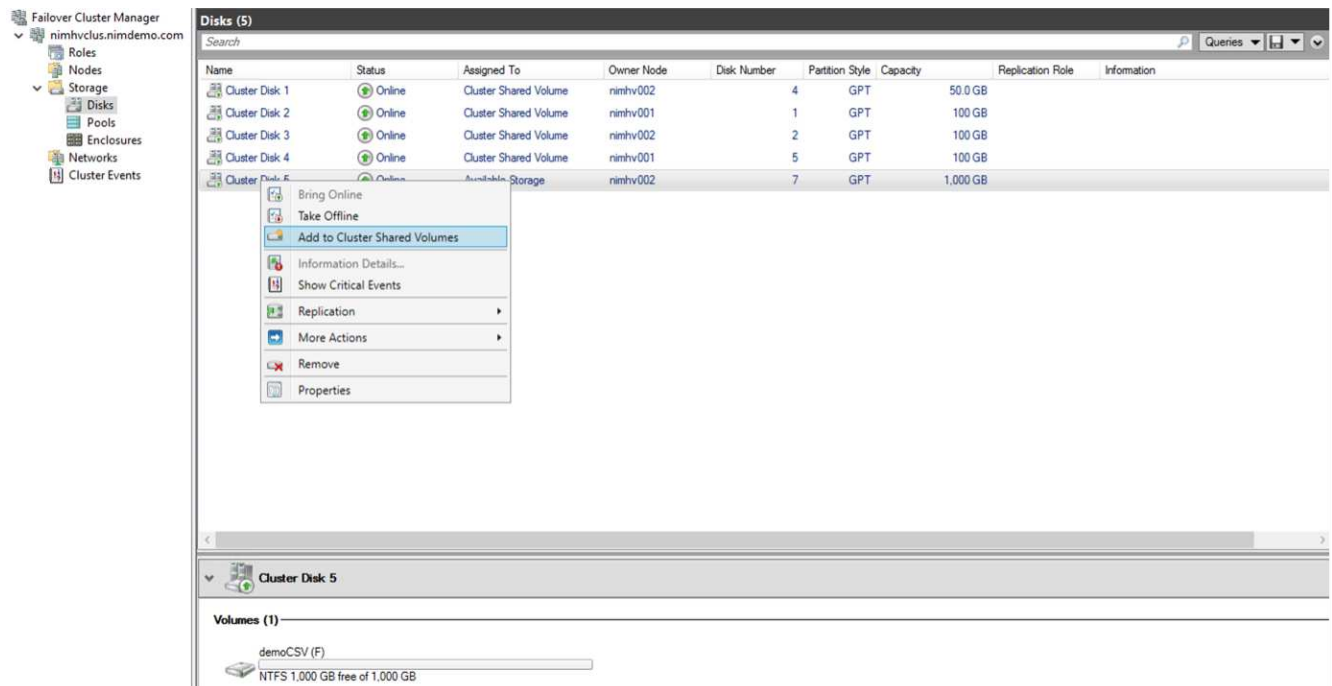 Failover Cluster Manager
nimhvclus.nimdemo.com
Roles
Nodes
Storage
Disks
Pools
Enclosures
Networks
Cluster Events
Disks (5)
Search
Queries
Name Status Assigned To Owner Node Disk Number Partition Style Capacity Replication Role Information
Cluster Disk 1 Online Cluster Shared Volume nimhv002 4 GPT 50.0 GB
Cluster Disk 2 Online Cluster Shared Volume nimhv001 1 GPT 100 GB
Cluster Disk 3 Online Cluster Shared Volume nimhv002 2 GPT 100 GB
Cluster Disk 4 Online Cluster Shared Volume nimhv001 5 GPT 100 GB
Cluster Disk 5 Online Available Storage nimhv002 7 GPT 1,000 GB
Bring Online
Take Offline
Add to Cluster Shared Volumes
Information Details...
Show Critical Events
Replication
More Actions
Remove
Properties
Cluster Disk 5
Volumes (1)
demoCSV (F)
NTFS 1,000 GB free of 1,000 GB